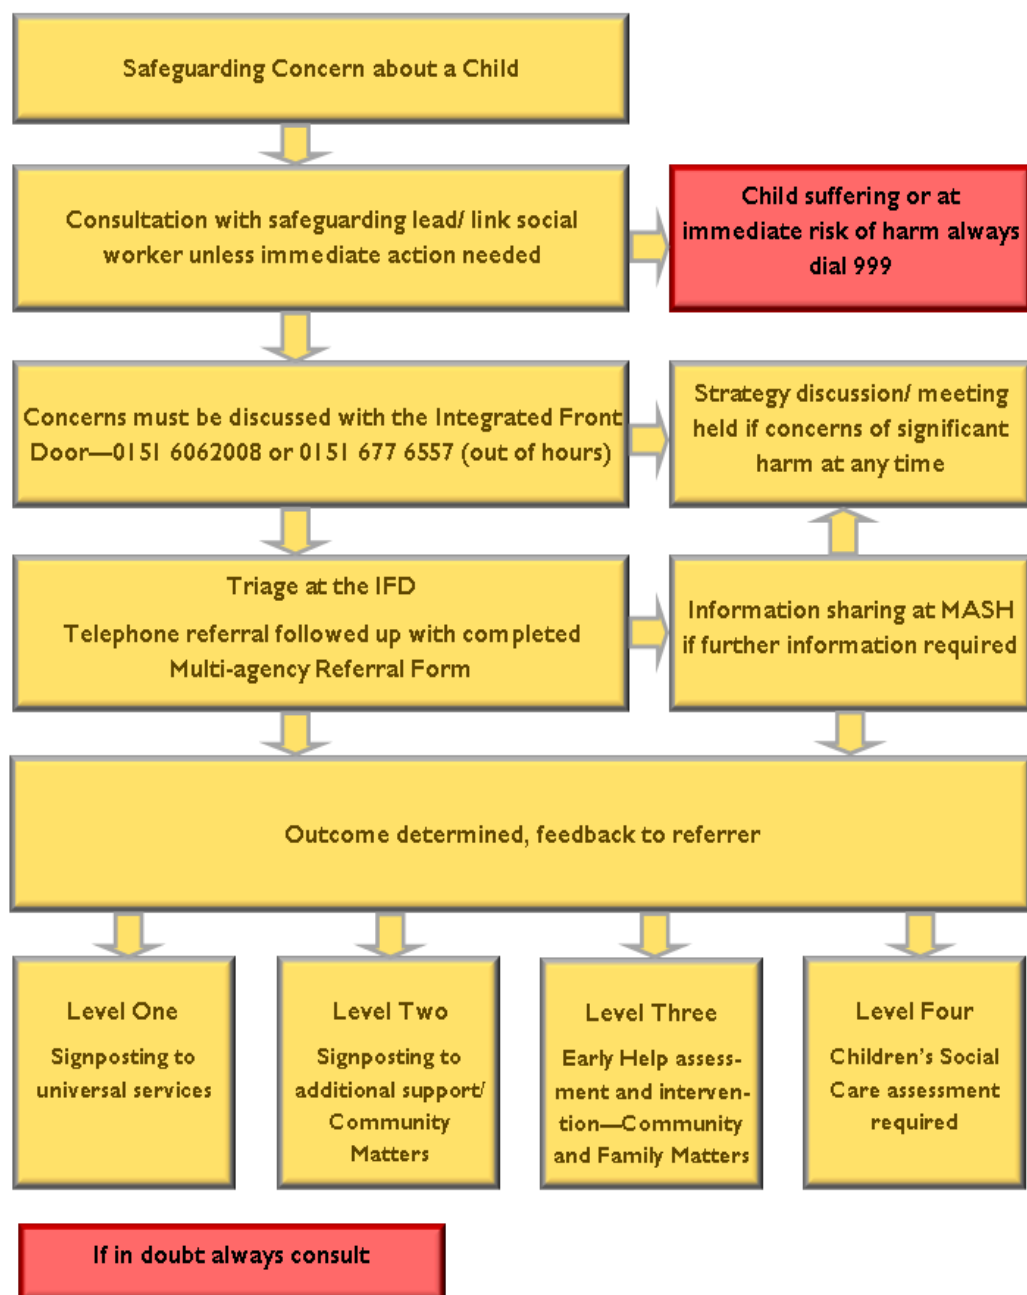 Safeguarding Concern about a Child
Consultation with safeguarding lead/ link social
worker unless immediate action needed
Child suffering or at
immediate risk of harm always
dial 999
Concerns must be discussed with the Integrated Front
Door—0151 6062008 or 0151 677 6557 (out of hours)
Strategy discussion/ meeting
held if concerns of significant
harm at any time
Triage at the IFD
Telephone referral followed up with completed
Multi-agency Referral Form
Information sharing at MASH
if further information required
Outcome determined, feedback to referrer
Level One
Signposting to
universal services
Level Two
Signposting to
additional support/
Community
Matters
Level Three
Early Help assess-
ment and interven-
tion—Community
and Family Matters
Level Four
Children's Social
Care assessment
required
If in doubt always consult